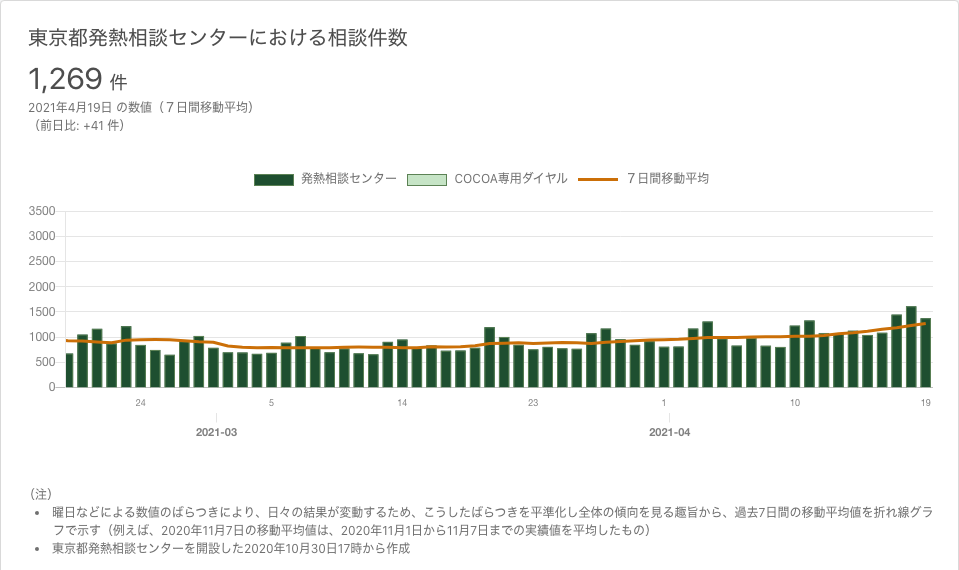 東京都発熱相談センターにおける相談件数
1,269 件
2021年4月19日 の数値（７日間移動平均）
（前日比: +41 件）
発熱相談センター COCOA専用ダイヤル ７日間移動平均
3500
3000
2500
2000
1500
1000
500
0
24 5 14 23 1 10 19
2021-03 2021-04
（注）
• 曜日などによる数値のばらつきにより、日々の結果が変動するため、こうしたばらつきを平準化し全体の傾向を見る趣旨から、過去7日間の移動平均値を折れ線グラ
フで示す（例えば、2020年11月7日の移動平均値は、2020年11月1日から11月7日までの実績値を平均したもの）
• 東京都発熱相談センターを開設した2020年10月30日17時から作成